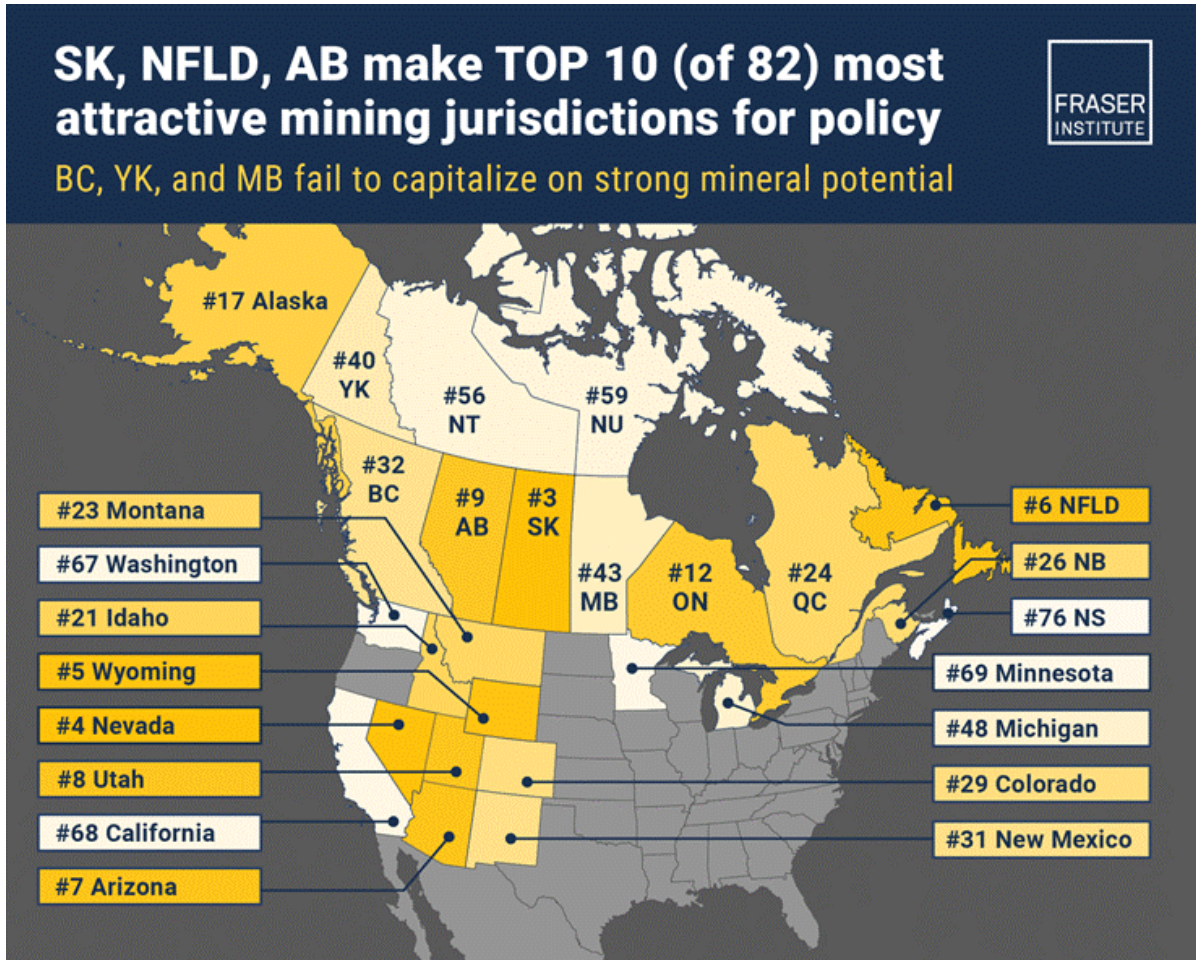 SK, NFLD, AB make TOP 10 (of 82) most
attractive mining jurisdictions for policy
BC, YK, and MB fail to capitalize on strong mineral potential
FRASER
INSTITUTE
#17 Alaska
#40
YK
#56
NT
#59
NU
#32
BC
#9
AB
#3
SK
#43
MB
#12
ON
#24
QC
#23 Montana
#67 Washington
#21 Idaho
#5 Wyoming
#4 Nevada
#8 Utah
#68 California
#7 Arizona
#6 NFLD
#26 NB
#76 NS
#69 Minnesota
#48 Michigan
#29 Colorado
#31 New Mexico